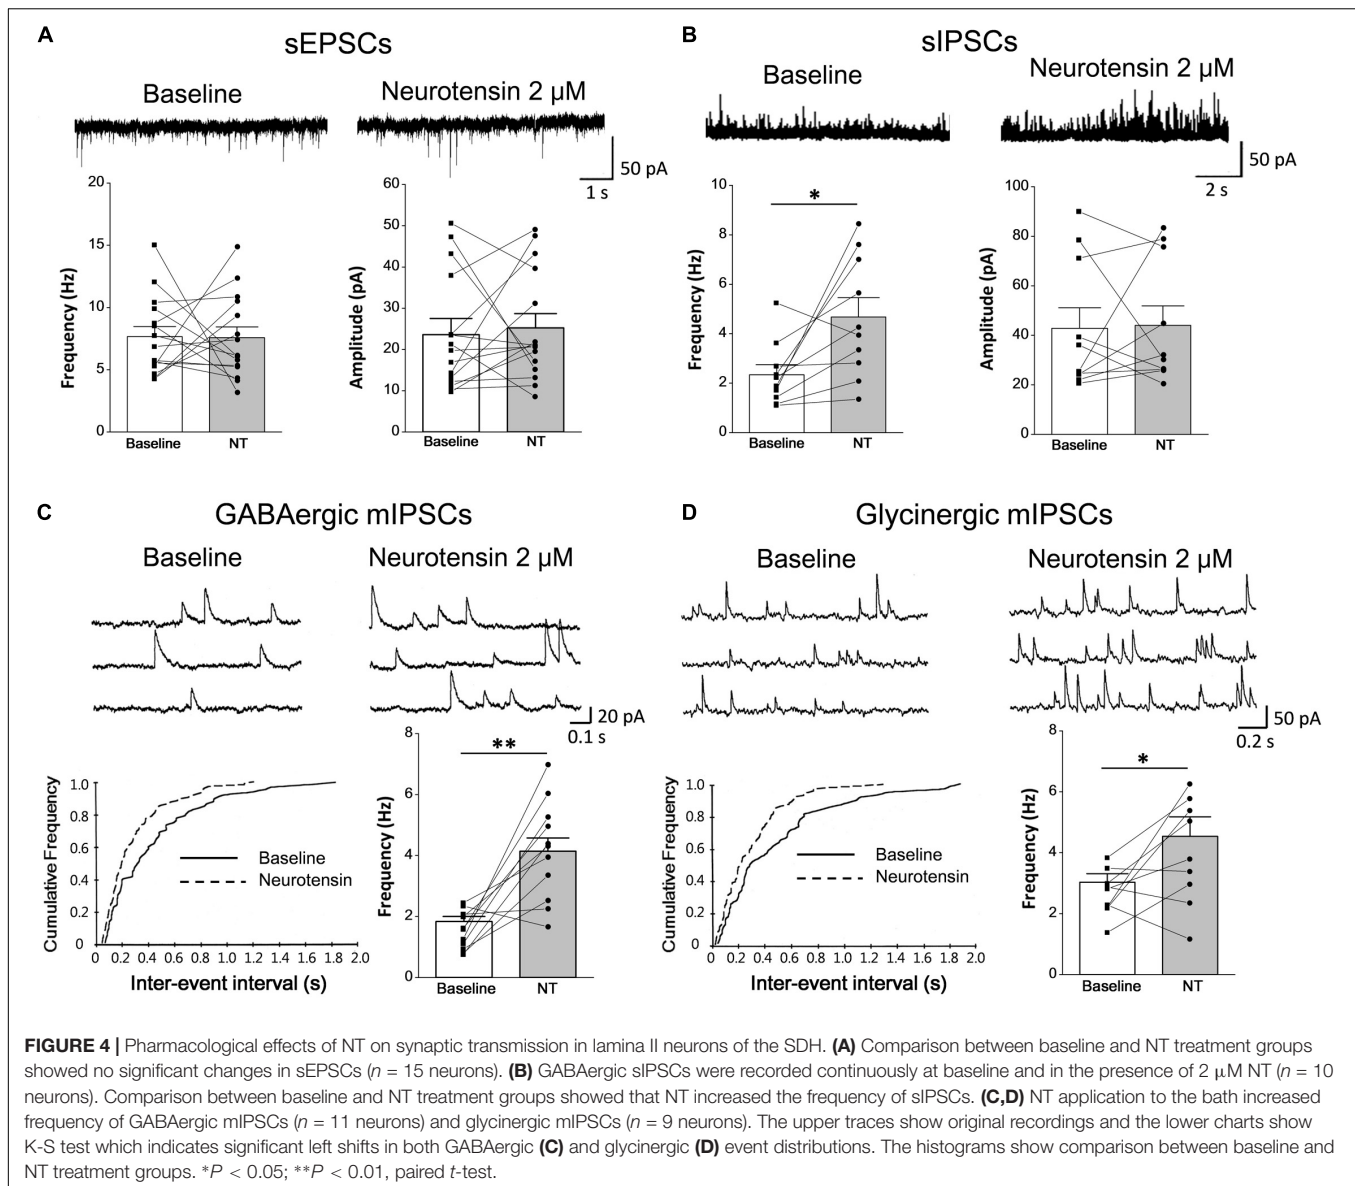 A
sEPSCs
Baseline
Neurotensin 2 µM
50 pA
1 s
20
15
10
5
0
Frequency (Hz)
Baseline
NT
60
50
40
30
20
10
0
Amplitude (pA)
Baseline
NT
B
sIPSCs
Baseline
Neurotensin 2 µM
50 pA
2 s
10
8
6
4
2
0
Frequency (Hz)
*
Baseline
NT
100
80
60
40
20
0
Amplitude (pA)
Baseline
NT
C
GABAergic mIPSCs
Baseline
Neurotensin 2 µM
20 pA
0.1 s
Cumulative Frequency
1.0
0.8
0.6
0.4
0.2
0
Baseline
Neurotensin
0 0.2 0.4 0.6 0.8 1.0 1.2 1.4 1.6 1.8 2.0
Inter-event interval (s)
8
6
4
2
0
Frequency (Hz)
**
Baseline
NT
D
Glycinergic mIPSCs
Baseline
Neurotensin 2 µM
50 pA
0.2 s
Cumulative Frequency
1.0
0.8
0.6
0.4
0.2
0
Baseline
Neurotensin
0 0.2 0.4 0.6 0.8 1.0 1.2 1.4 1.6 1.8 2.0
Inter-event interval (s)
8
6
4
2
0
Frequency (Hz)
*
Baseline
NT
FIGURE 4 | Pharmacological effects of NT on synaptic transmission in lamina II neurons of the SDH. (A) Comparison between baseline and NT treatment groups
showed no significant changes in sEPSCs (n = 15 neurons). (B) GABAergic sIPSCs were recorded continuously at baseline and in the presence of 2 µM NT (n = 10
neurons). Comparison between baseline and NT treatment groups showed that NT increased the frequency of sIPSCs. (C,D) NT application to the bath increased
frequency of GABAergic mIPSCs (n = 11 neurons) and glycinergic mIPSCs (n = 9 neurons). The upper traces show original recordings and the lower charts show
K-S test which indicates significant left shifts in both GABAergic (C) and glycinergic (D) event distributions. The histograms show comparison between baseline and
NT treatment groups. *P < 0.05; **P < 0.01, paired t-test.